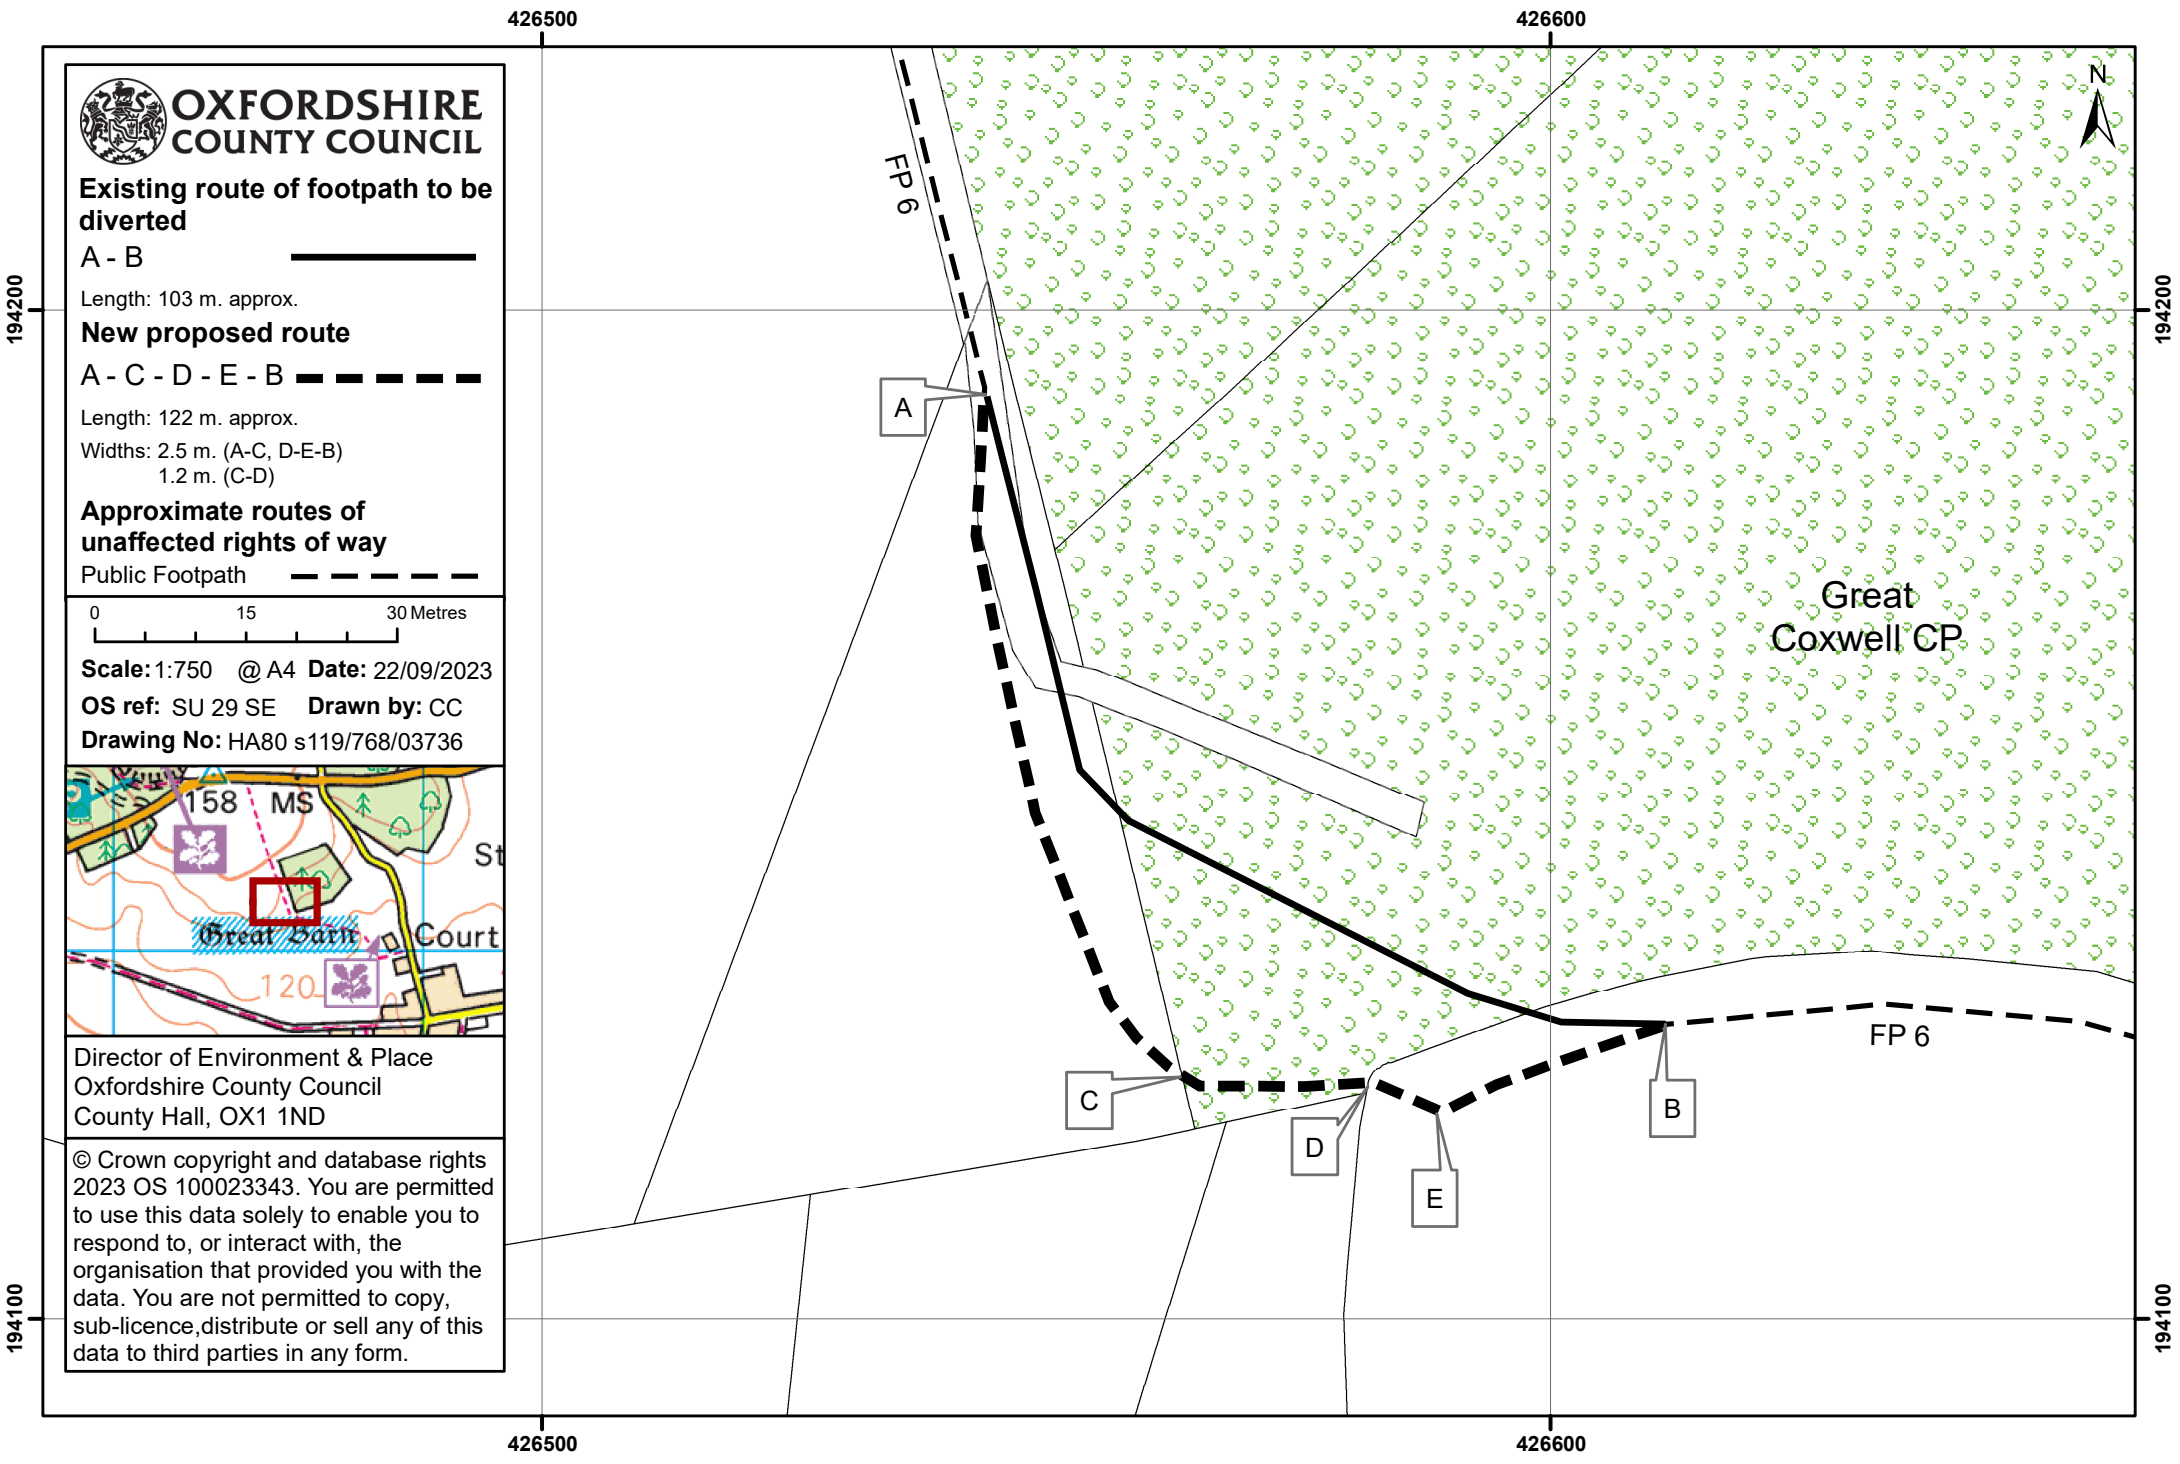 426500
426600
OXFORDSHIRE
COUNTY COUNCIL
Existing route of footpath to be
diverted
A - B
Length: 103 m. approx.
New proposed route
A - C - D - E - B
Length: 122 m. approx.
Widths: 2.5 m. (A-C, D-E-B)
1.2 m. (C-D)
Approximate routes of
unaffected rights of way
Public Footpath
0 15 30 Metres
Scale: 1:750 @ A4 Date: 22/09/2023
OS ref: SU 29 SE Drawn by: CC
Drawing No: HA80 s119/768/03736
158 MS
St
Great Barn
Court
120
Director of Environment & Place
Oxfordshire County Council
County Hall, OX1 1ND
© Crown copyright and database rights
2023 OS 100023343. You are permitted
to use this data solely to enable you to
respond to, or interact with, the
organisation that provided you with the
data. You are not permitted to copy,
sub-licence,distribute or sell any of this
data to third parties in any form.
N
FP 6
194200
194200
A
Great
Coxwell CP
FP 6
C
D
E
B
194100
194100
426500
426600